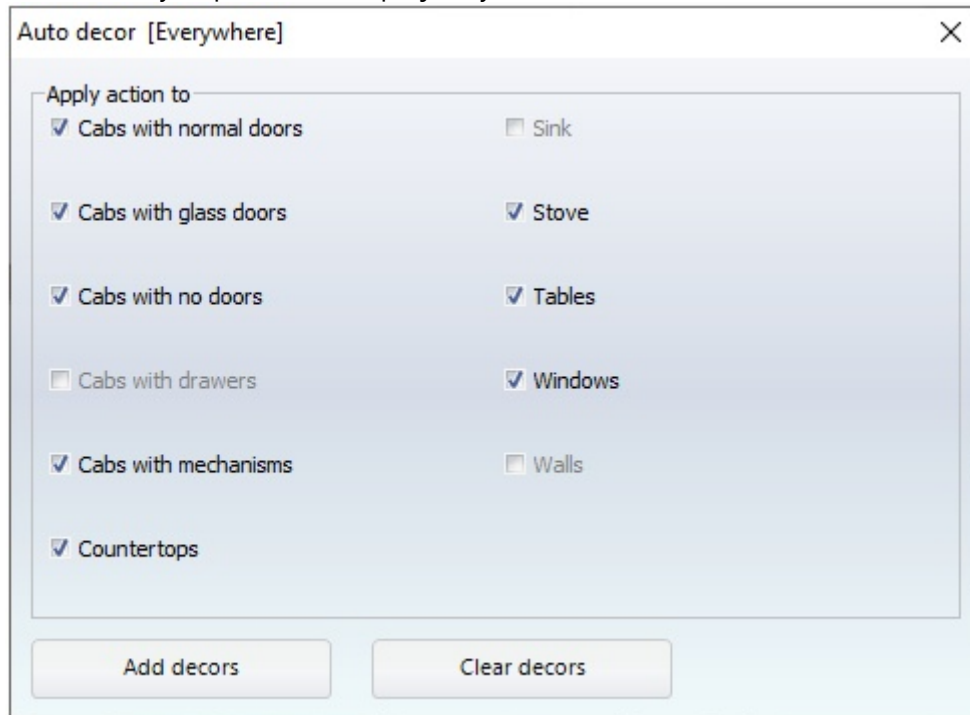 Auto decor [Everywhere]
Apply action to
Cabs with normal doors
Sink
Cabs with glass doors
Stove
Cabs with no doors
Tables
Cabs with drawers
Windows
Cabs with mechanisms
Walls
Countertops
Add decors
Clear decors